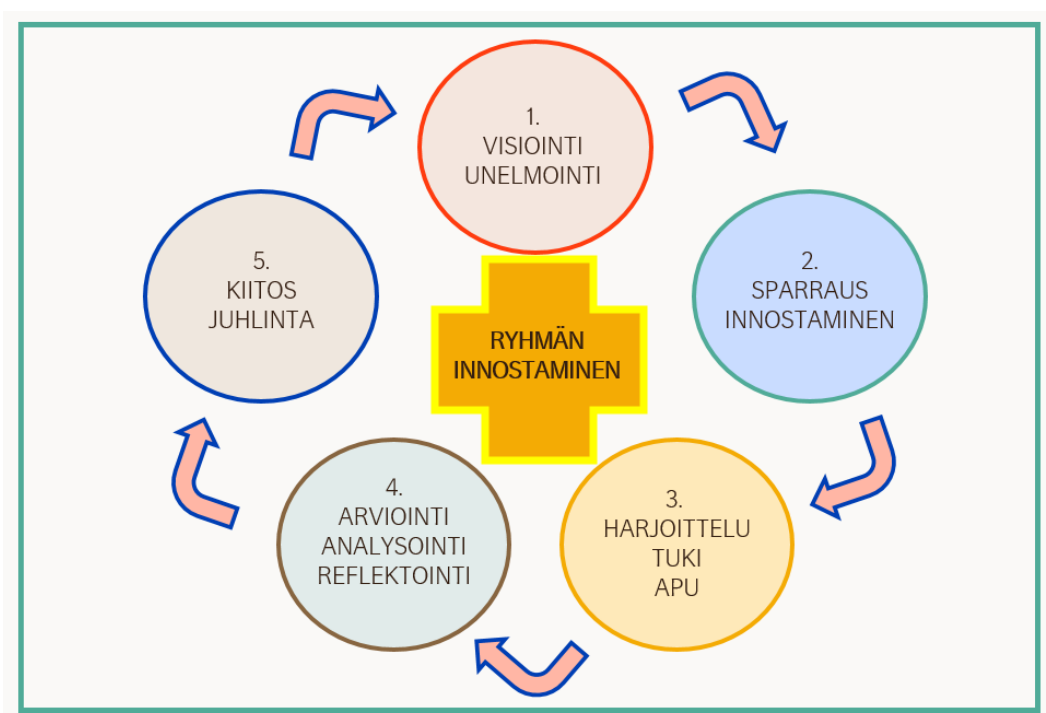 1.
VISIOINTI
UNELMOINTI
2.
SPARRAUS
INNOSTAMINEN
3.
HARJOITTELU
TUKI
APU
4.
ARVIOINTI
ANALYSOINTI
REFLEKTOINTI
5.
KIITOS
JUHLINTA
RYHMÄN
INNOSTAMINEN